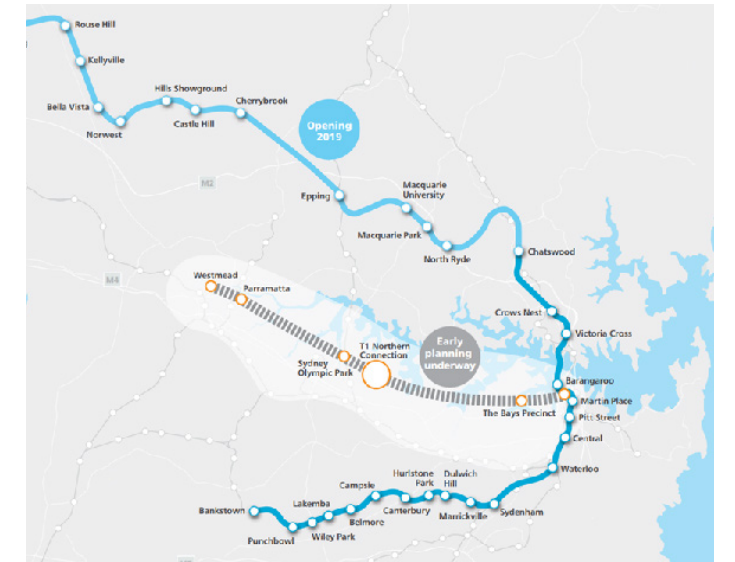 Rouse Hill
Kellyville
Hills Showground
Cherrybrook
Bella Vista
Castle Hill
Norwest
Opening
2019
M2
Epping
Macquarie
University
Macquarie Park
North Ryde
Chatswood
Westmead
M4
Parramatta
Crows Nest
Victoria Cross
T1 Northern
Connection
Early
planning
underway
Sydney
Olympic Park
Barangaroo
Martin Place
The Bays Precinct
Pitt Street
Central
Waterloo
Hurlstone
Park
Dulwich
Hill
Campsie
Lakemba
Canterbury
Bankstown
Belmore
Marrickville
Sydenham
Wiley Park
Punchbowl